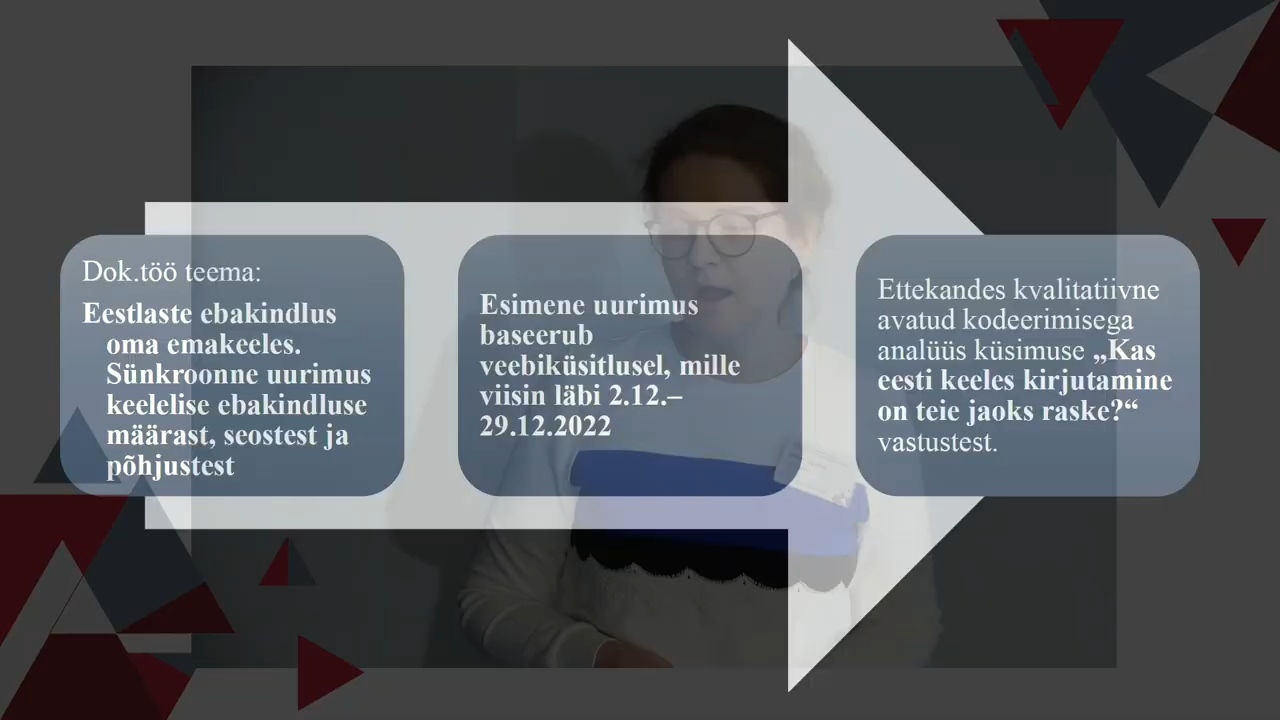 Dok.töö teema:
Eestlaste ebakindlus
oma emakeeles.
Sünkroonne uurimus
keelelise ebakindluse
määrast, seostest ja
põhjustest
Esimene uurimus
baseerub
veebiküsitlusel, mille
viisin läbi 2.12.–
29.12.2022
Ettekandes kvalitatiivne
avatud kodeerimisega
analüüs küsimuse „Kas
eesti keeles kirjutamine
on teie jaoks raske?“
vastustest.